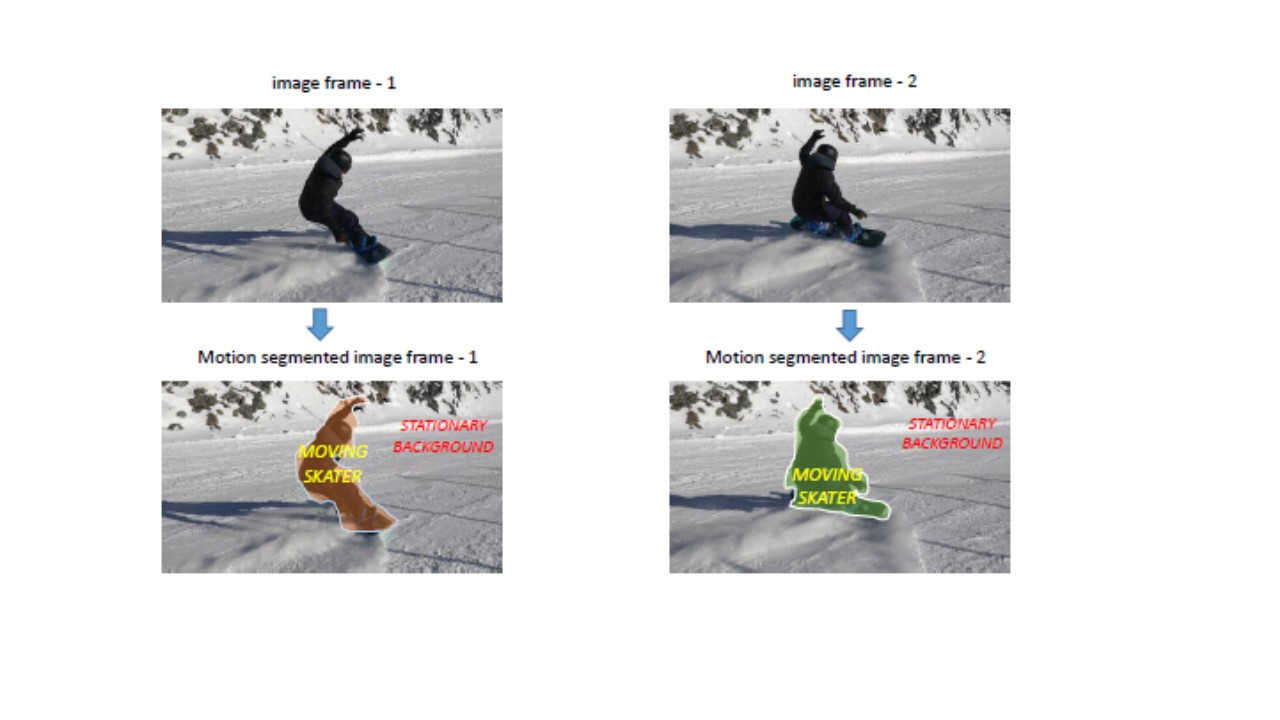 image frame - 1
image frame - 2
Motion segmented image frame - 1
Motion segmented image frame - 2
MOVING
SKATER
STATIONARY
BACKGROUND
MOVING
SKATER
STATIONARY
BACKGROUND